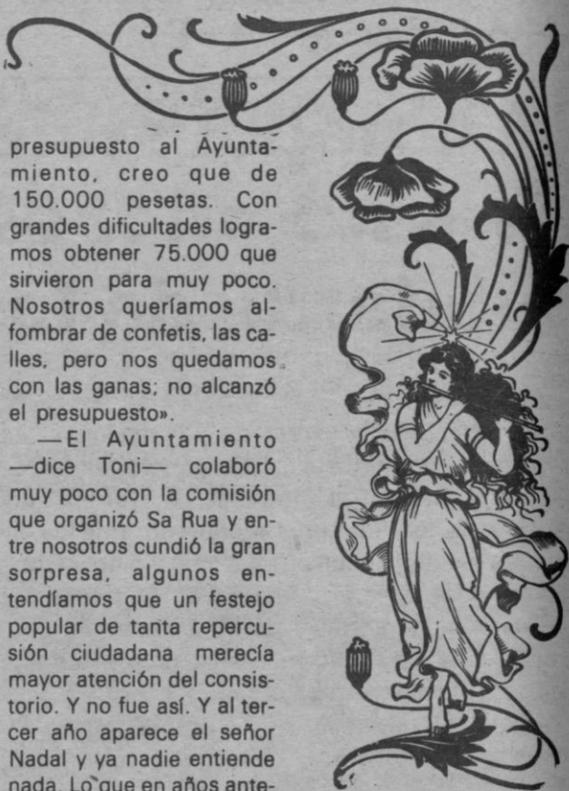 presupuesto al Ayunta-
miento, creo que de
150.000 pesetas. Con
grandes dificultades logra-
mos obtener 75.000 que
sirvieron para muy poco.
Nosotros queríamos al-
fombrar de confetis, las ca-
lles, pero nos quedamos
con las ganas; no alcanzó
el presupuesto».
—El Ayuntamiento
—dice Toni— colaboró
muy poco con la comisión
que organizó Sa Rua y en-
tre nosotros cundió la gran
sorpresa, algunos en-
tendíamos que un festejo
popular de tanta repercu-
sión ciudadana merecía
mayor atención del consis-
torio. Y no fue así. Y al ter-
cer año aparece el señor
Nadal y ya nadie entiende
nada. Lo que en años ante-